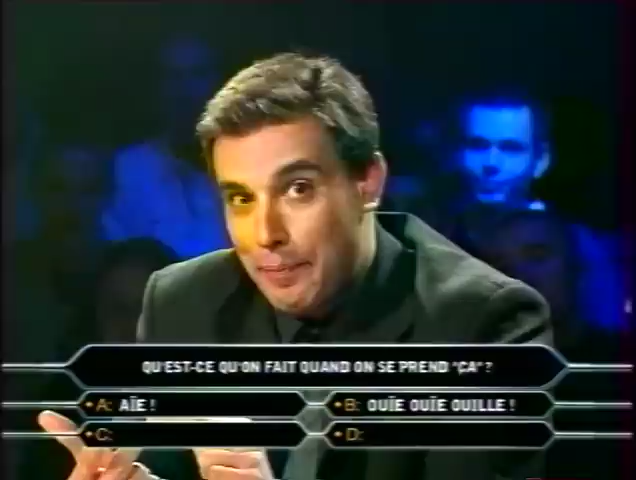 QU'EST-CE QU'ON FAIT QUAND ON SE PREND "ÇA" ?
A: AÏE !
B: OUÏE OUÏE OUILLE !
C:
D: